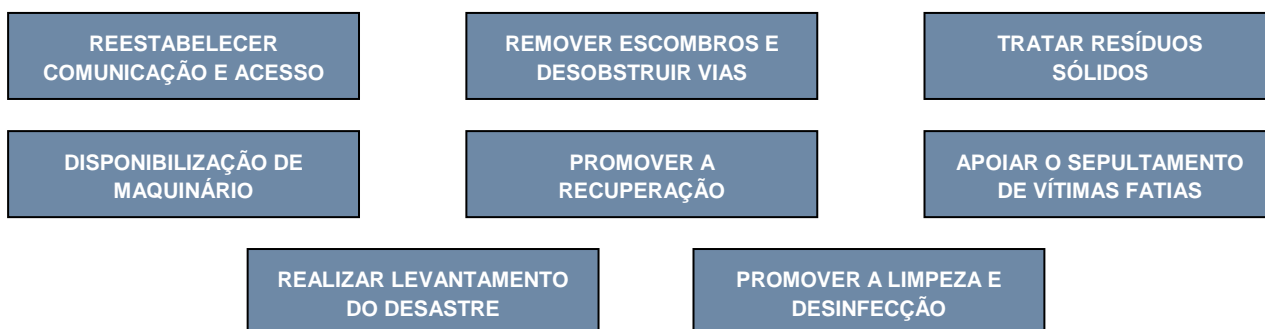 REESTABELECER
COMUNICAÇÃO E ACESSO
REMOVER ESCOMBROS E
DESOBSTRUIR VIAS
TRATAR RESÍDUOS
SÓLIDOS
DISPONIBILIZAÇÃO DE
MAQUINÁRIO
PROMOVER A
RECUPERAÇÃO
APOIAR O SEPULTAMENTO
DE VÍTIMAS FATIAS
REALIZAR LEVANTAMENTO
DO DESASTRE
PROMOVER A LIMPEZA E
DESINFECÇÃO